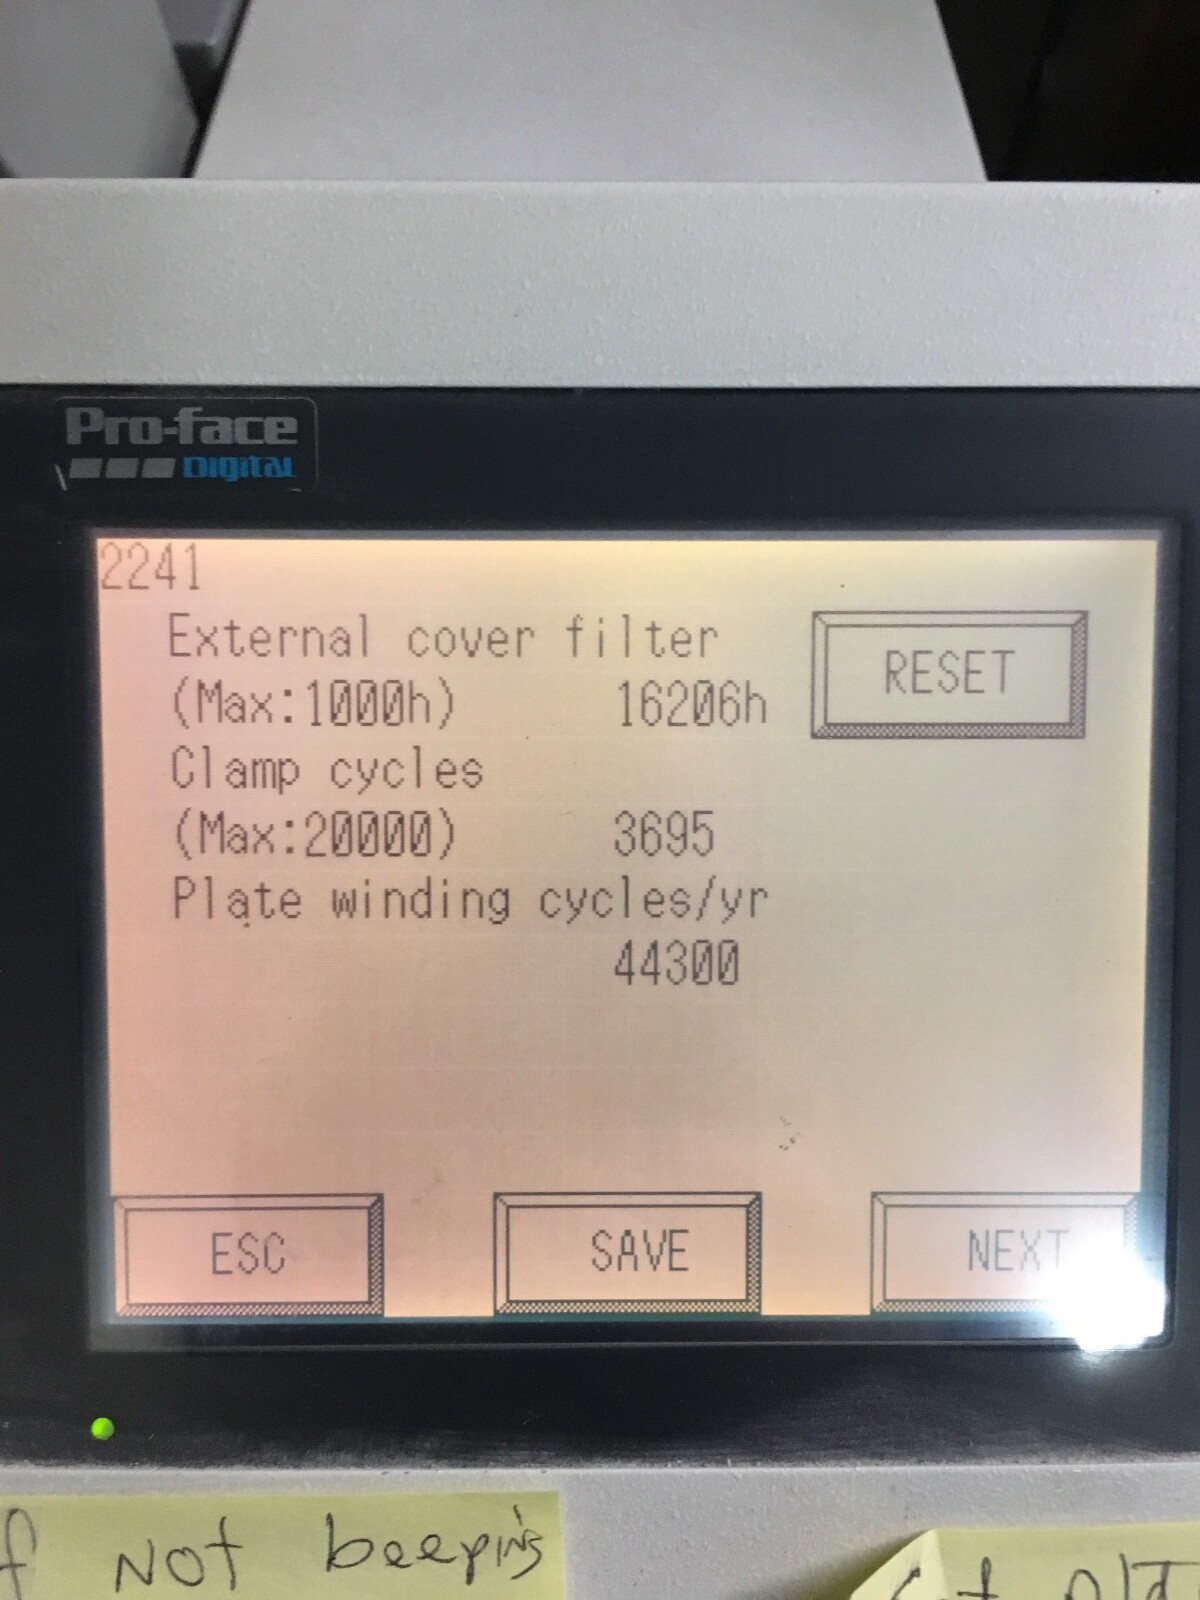 Pro-face
Digital
2241
External cover filter
(Max:1000h) 16206h
RESET
Clamp cycles
(Max:20000) 3695
Plate winding cycles/yr
44300
ESC SAVE NEXT
NOT beeping